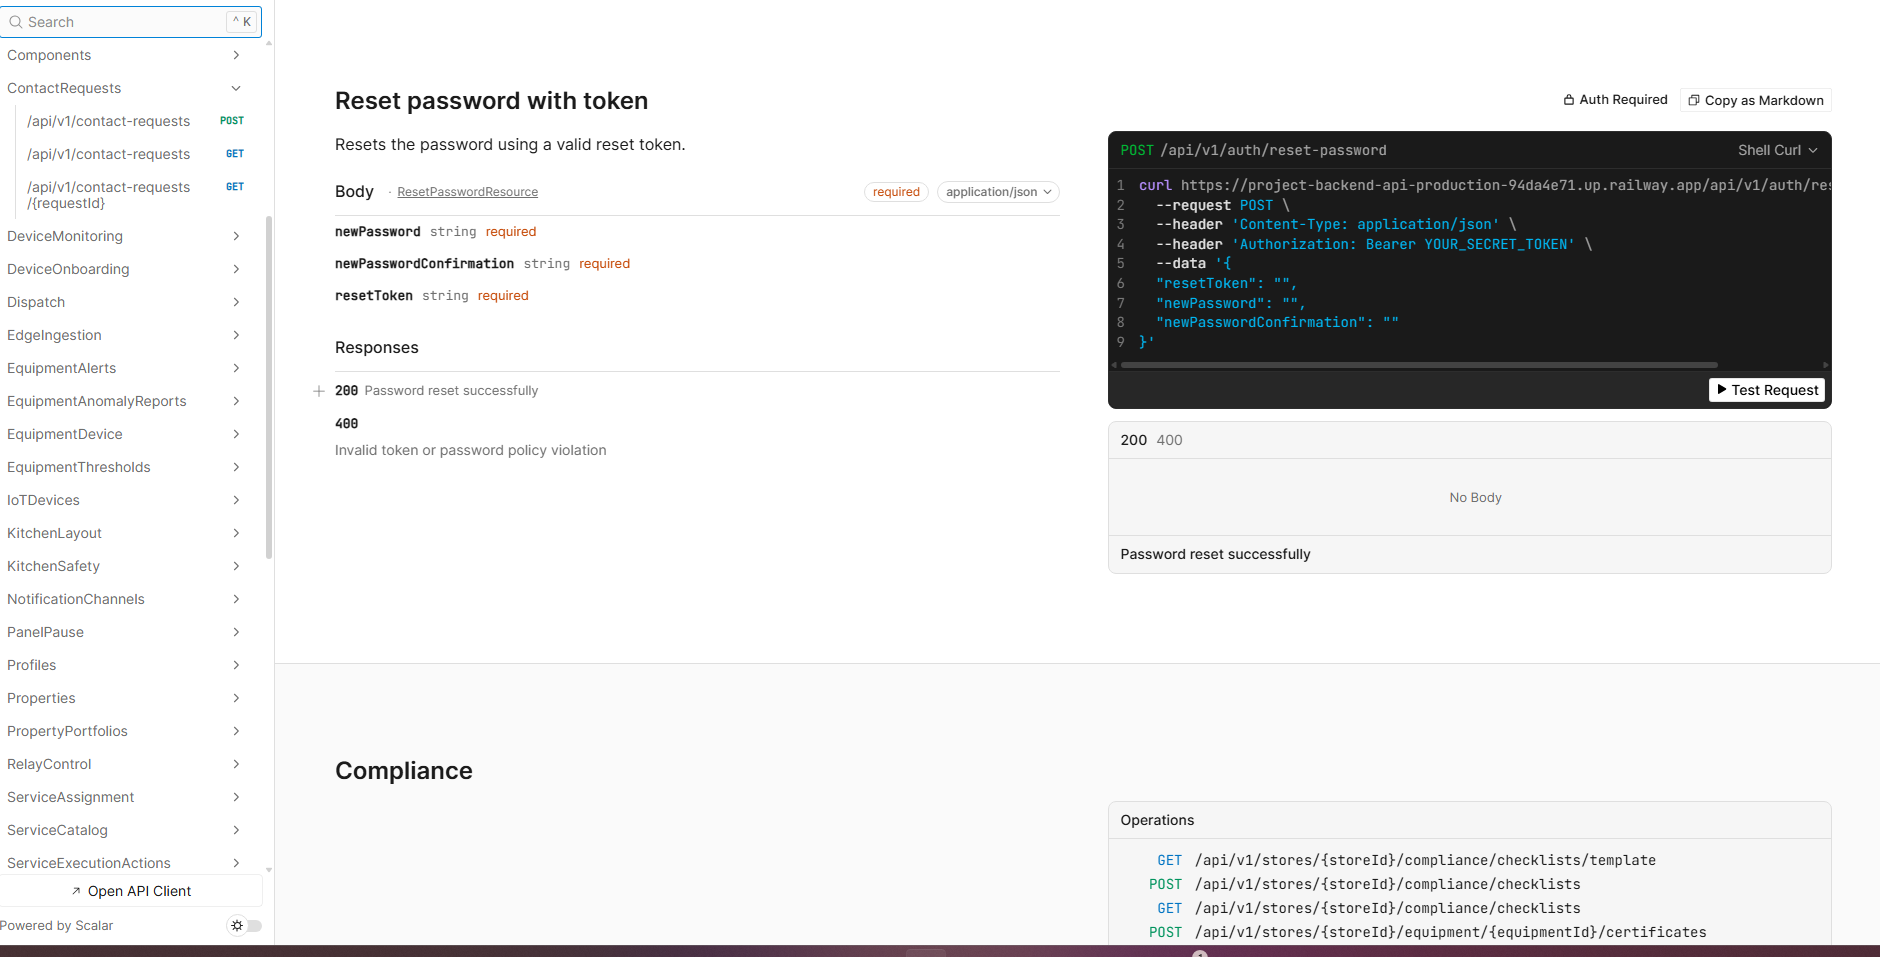 Search
^ K
Components
ContactRequests
/api/v1/contact-requests POST
/api/v1/contact-requests GET
/api/v1/contact-requests GET
/{requestId}
DeviceMonitoring
DeviceOnboarding
Dispatch
EdgeIngestion
EquipmentAlerts
EquipmentAnomalyReports
EquipmentDevice
EquipmentThresholds
IoTDevices
KitchenLayout
KitchenSafety
NotificationChannels
PanelPause
Profiles
Properties
PropertyPortfolios
RelayControl
ServiceAssignment
ServiceCatalog
ServiceExecutionActions
Open API Client
Powered by Scalar
Reset password with token
Auth Required
Copy as Markdown
Resets the password using a valid reset token.
Body · ResetPasswordResource required application/json
newPassword string required
newPasswordConfirmation string required
resetToken string required
Responses
200 Password reset successfully
400
Invalid token or password policy violation
POST /api/v1/auth/reset-password Shell Curl
1 curl https://project-backend-api-production-94da4e71.up.railway.app/api/v1/auth/res
2 --request POST \
3 --header 'Content-Type: application/json' \
4 --header 'Authorization: Bearer YOUR_SECRET_TOKEN' \
5 --data '{
6 "resetToken": "",
7 "newPassword": "",
8 "newPasswordConfirmation": ""
9 }'
Test Request
200 400
No Body
Password reset successfully
Compliance
Operations
GET /api/v1/stores/{storeId}/compliance/checklists/template
POST /api/v1/stores/{storeId}/compliance/checklists
GET /api/v1/stores/{storeId}/compliance/checklists
POST /api/v1/stores/{storeId}/equipment/{equipmentId}/certificates